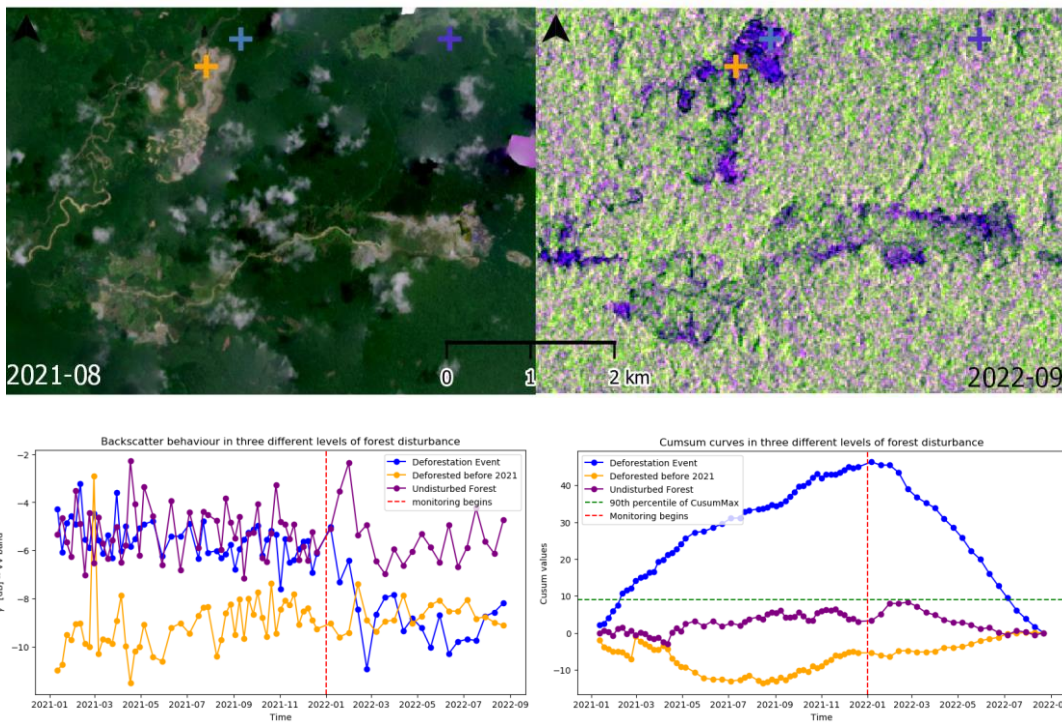 2021-08
0 1 2 km
2022-09
Backscatter behaviour in three different levels of forest disturbance
Deforestation Event
Deforested before 2021
Undisturbed Forest
monitoring begins
−2
−4
−6
−8
−10
2021-01 2021-03 2021-05 2021-07 2021-09 2021-11 2022-01 2022-03 2022-05 2022-07 2022-09
Time
Cumsum curves in three different levels of forest disturbance
Deforestation Event
Deforested before 2021
Undisturbed Forest
90th percentile of CusumMax
Monitoring begins
Cusum values
40
30
20
10
0
−10
2021-01 2021-03 2021-05 2021-07 2021-09 2021-11 2022-01 2022-03 2022-05 2022-07
Time